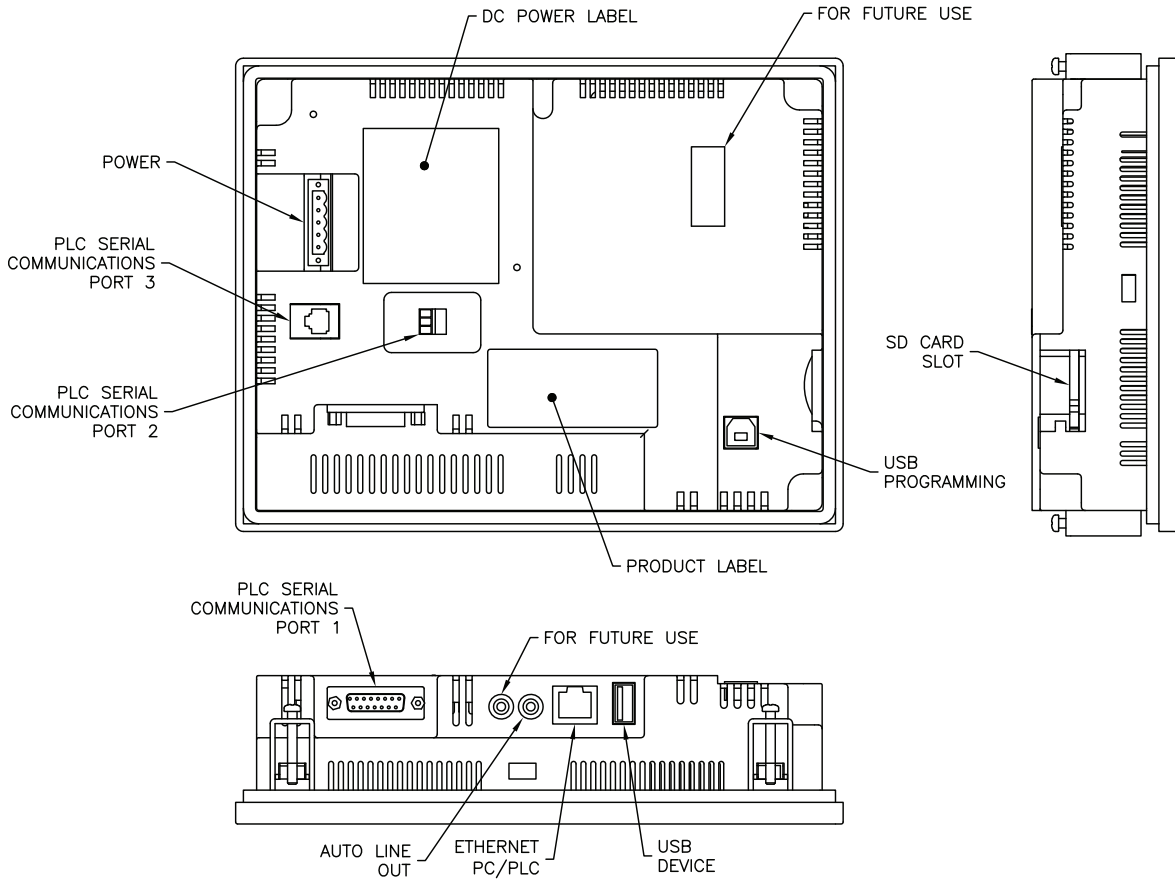 DC POWER LABEL
FOR FUTURE USE
POWER
PLC SERIAL
COMMUNICATIONS
PORT 3
SD CARD
SLOT
PLC SERIAL
COMMUNICATIONS
PORT 2
USB
PROGRAMMING
PRODUCT LABEL
PLC SERIAL
COMMUNICATIONS
PORT 1
FOR FUTURE USE
AUTO LINE
OUT
ETHERNET
PC/PLC
USB
DEVICE